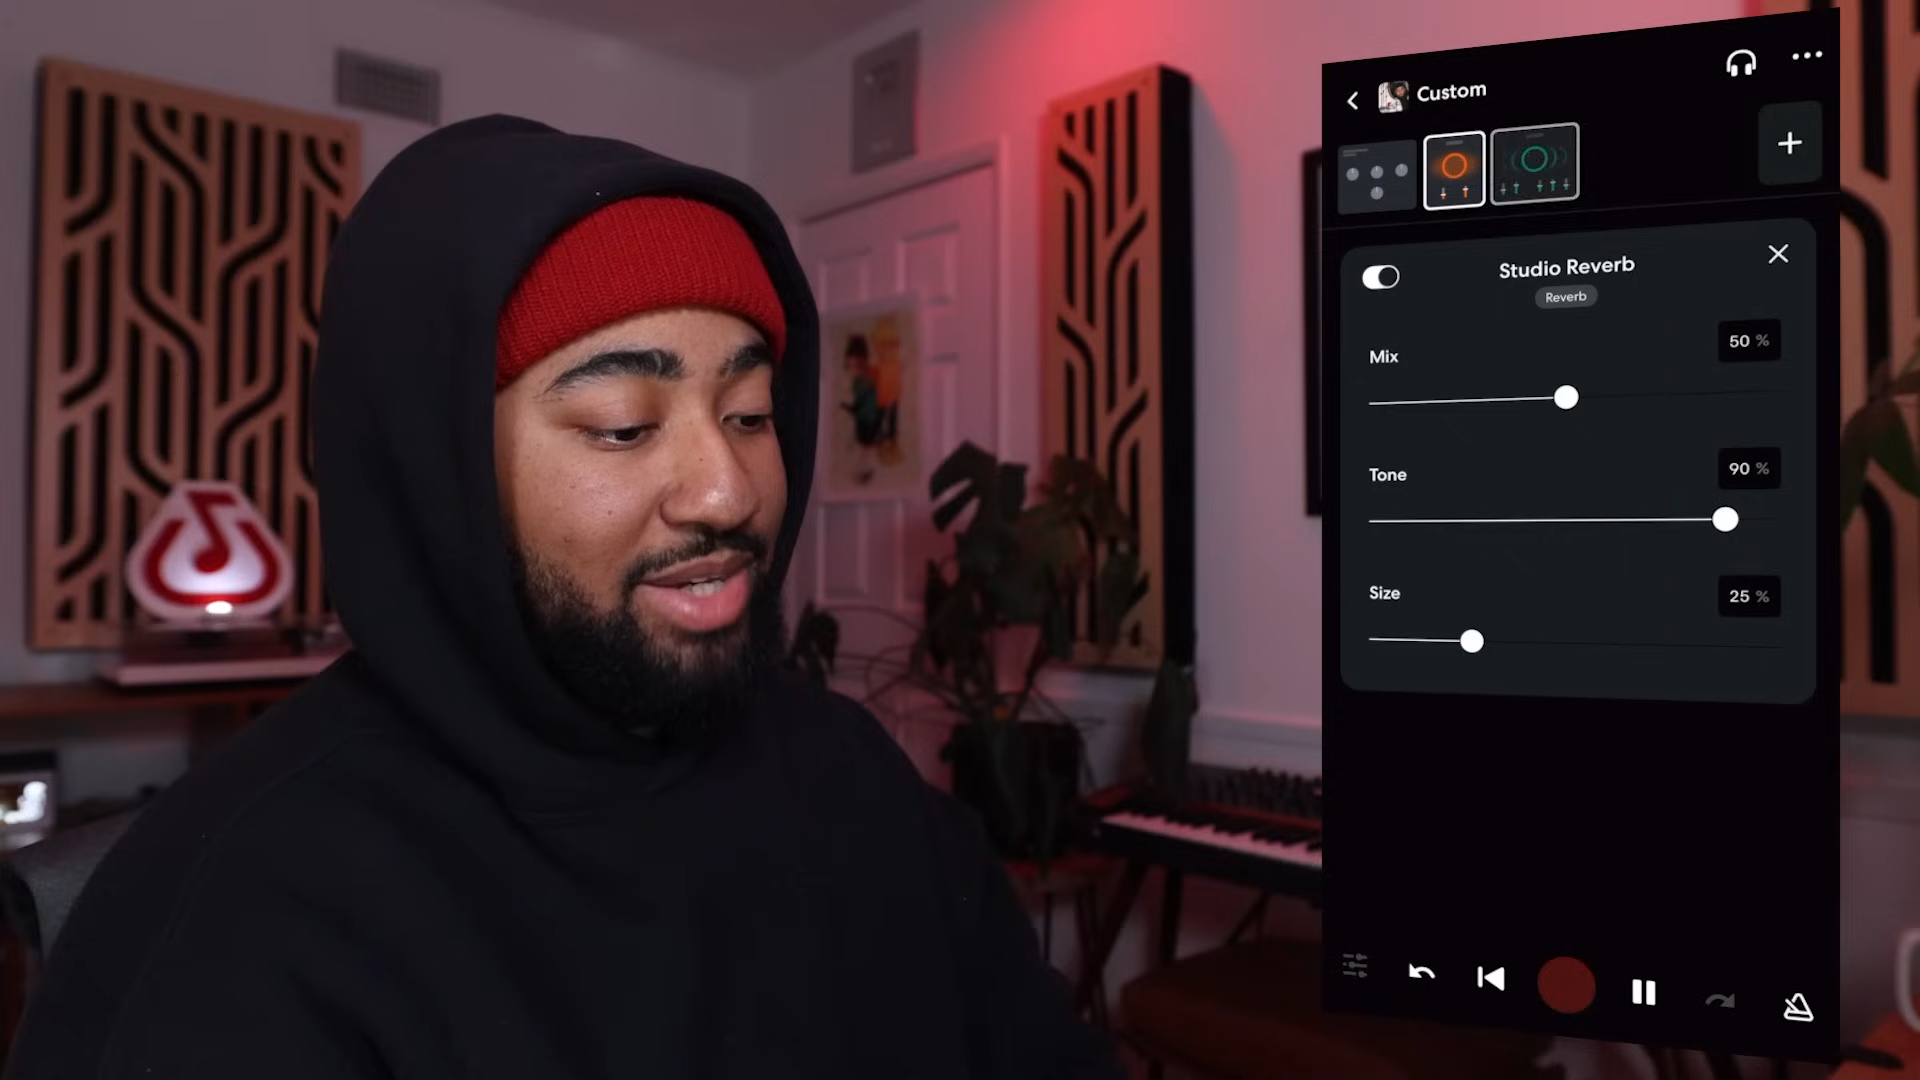 Custom
Studio Reverb
Reverb
Mix
50 %
Tone
90 %
Size
25 %